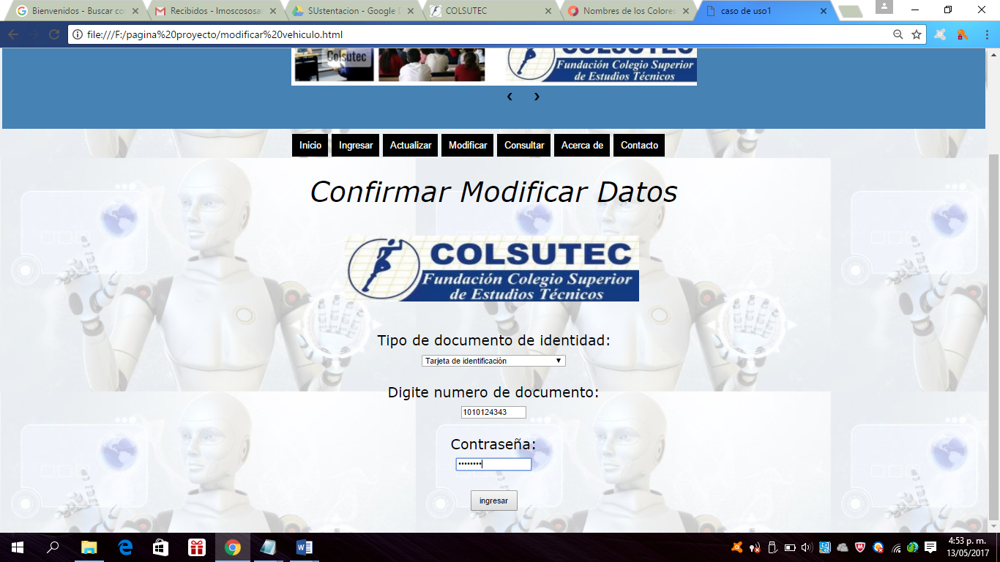 Bienvenidos - Buscar co
Recibidos - lmoscososa
SUstentacion - Google D
COLSUTEC
Nombres de los Colores
caso de uso1
file:///F:/pagina%20proyecto/modificar%20vehiculo.html
Colsutec
COLSUTEC
Fundación Colegio Superior
de Estudios Técnicos
‹ ›
Inicio Ingresar Actualizar Modificar Consultar Acerca de Contacto
Confirmar Modificar Datos
COLSUTEC
Fundación Colegio Superior
de Estudios Técnicos
Tipo de documento de identidad:
Tarjeta de identificación
Digite numero de documento:
1010124343
Contraseña:
••••••••
ingresar
4:53 p. m.
13/05/2017